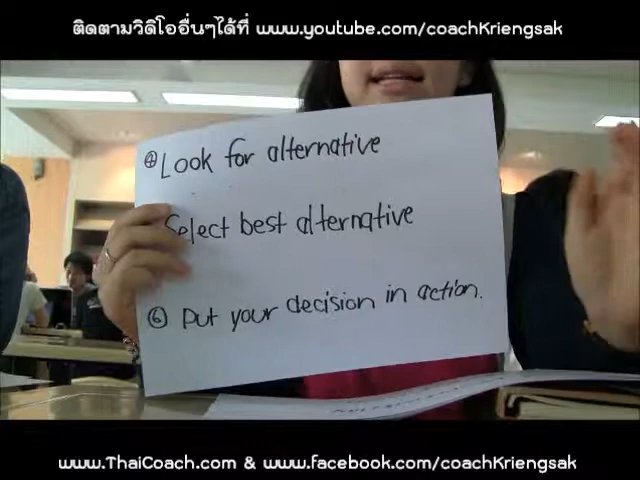 ติดตามวิดิโออื่นๆได้ที่ www.youtube.com/coachKriengsak
④ Look for alternative
Select best alternative
⑥ Put your decision in action.
www.ThaiCoach.com & www.facebook.com/coachKriengsak